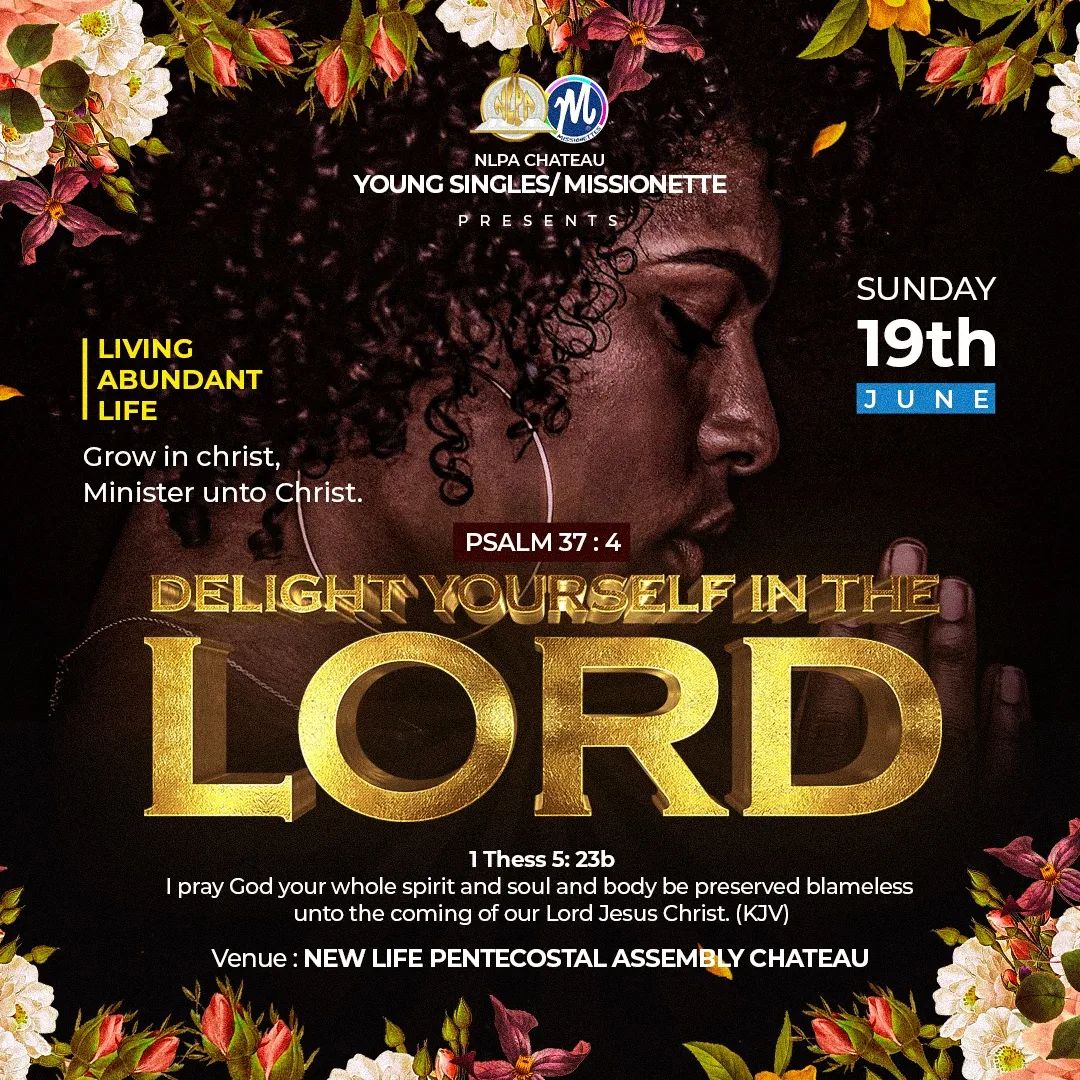 NLPA
M
MISSIONETTES
NLPA CHATEAU
YOUNG SINGLES/ MISSIONETTE
PRESENTS
SUNDAY
19th
JUNE
LIVING
ABUNDANT
LIFE
Grow in christ,
Minister unto Christ.
PSALM 37 : 4
DELIGHT YOURSELF IN THE
LORD
1 Thess 5: 23b
I pray God your whole spirit and soul and body be preserved blameless
unto the coming of our Lord Jesus Christ. (KJV)
Venue : NEW LIFE PENTECOSTAL ASSEMBLY CHATEAU